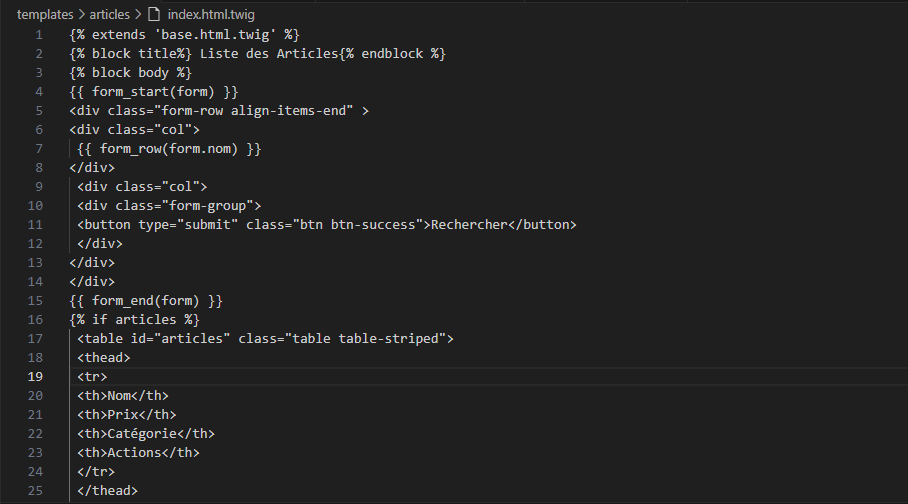 templates > articles > index.html.twig
1 {% extends 'base.html.twig' %}
2 {% block title%} Liste des Articles{% endblock %}
3 {% block body %}
4 {{ form_start(form) }}
5 <div class="form-row align-items-end" >
6 <div class="col">
7 {{ form_row(form.nom) }}
8 </div>
9 <div class="col">
10 <div class="form-group">
11 <button type="submit" class="btn btn-success">Rechercher</button>
12 </div>
13 </div>
14 </div>
15 {{ form_end(form) }}
16 {% if articles %}
17 <table id="articles" class="table table-striped">
18 <thead>
19 <tr>
20 <th>Nom</th>
21 <th>Prix</th>
22 <th>Catégorie</th>
23 <th>Actions</th>
24 </tr>
25 </thead>